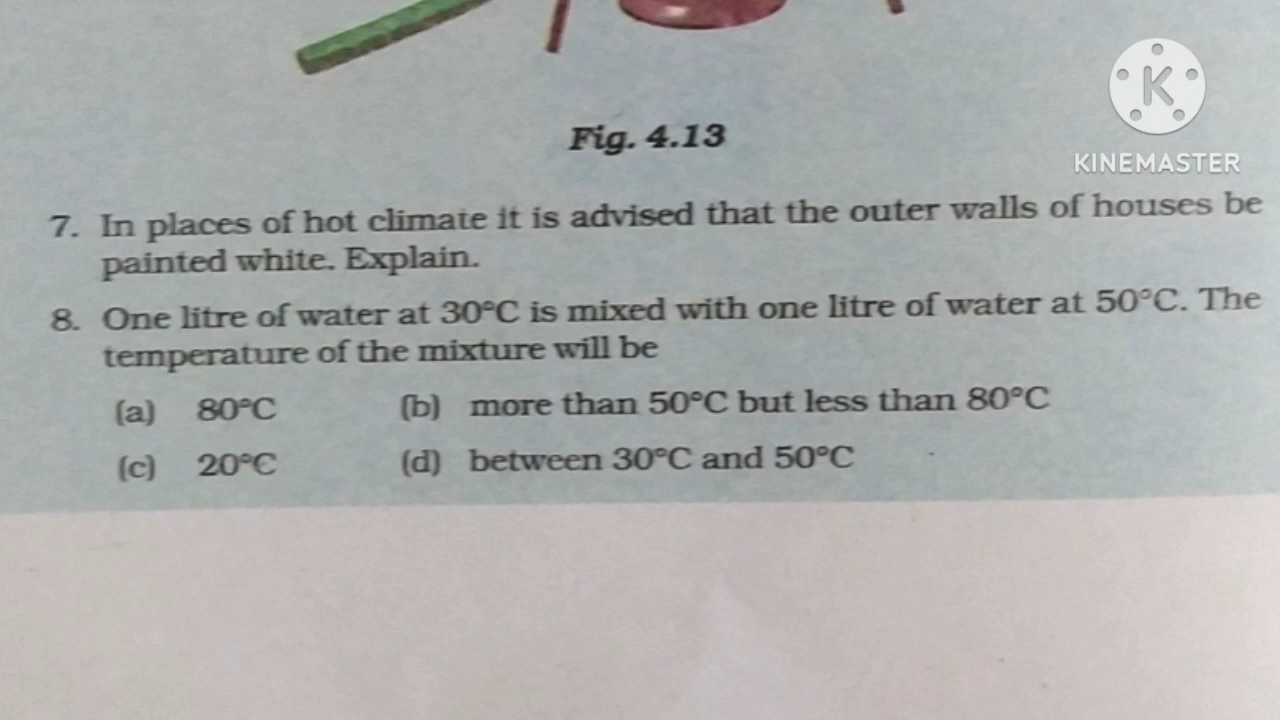 K
KINEMASTER
Fig. 4.13
7. In places of hot climate it is advised that the outer walls of houses be
painted white. Explain.
8. One litre of water at 30°C is mixed with one litre of water at 50°C. The
temperature of the mixture will be
(a) 80°C (b) more than 50°C but less than 80°C
(c) 20°C (d) between 30°C and 50°C